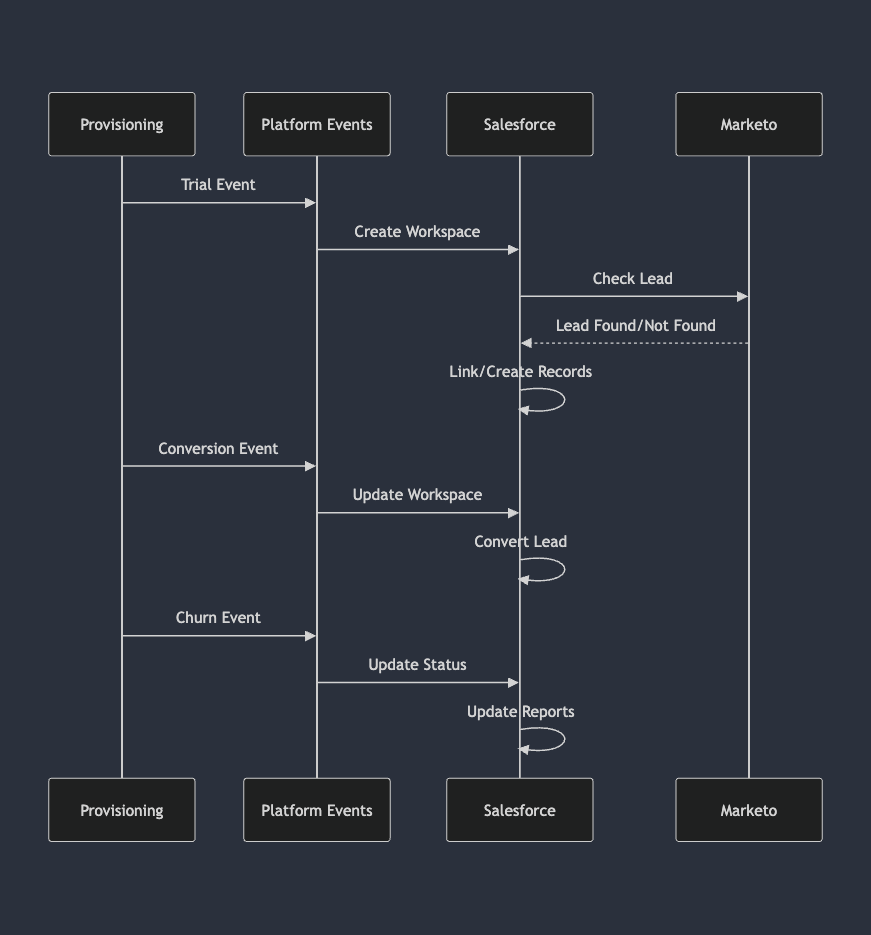 Provisioning
Platform Events
Salesforce
Marketo
Trial Event
Create Workspace
Check Lead
Lead Found/Not Found
Link/Create Records
Conversion Event
Update Workspace
Convert Lead
Churn Event
Update Status
Update Reports
Provisioning
Platform Events
Salesforce
Marketo